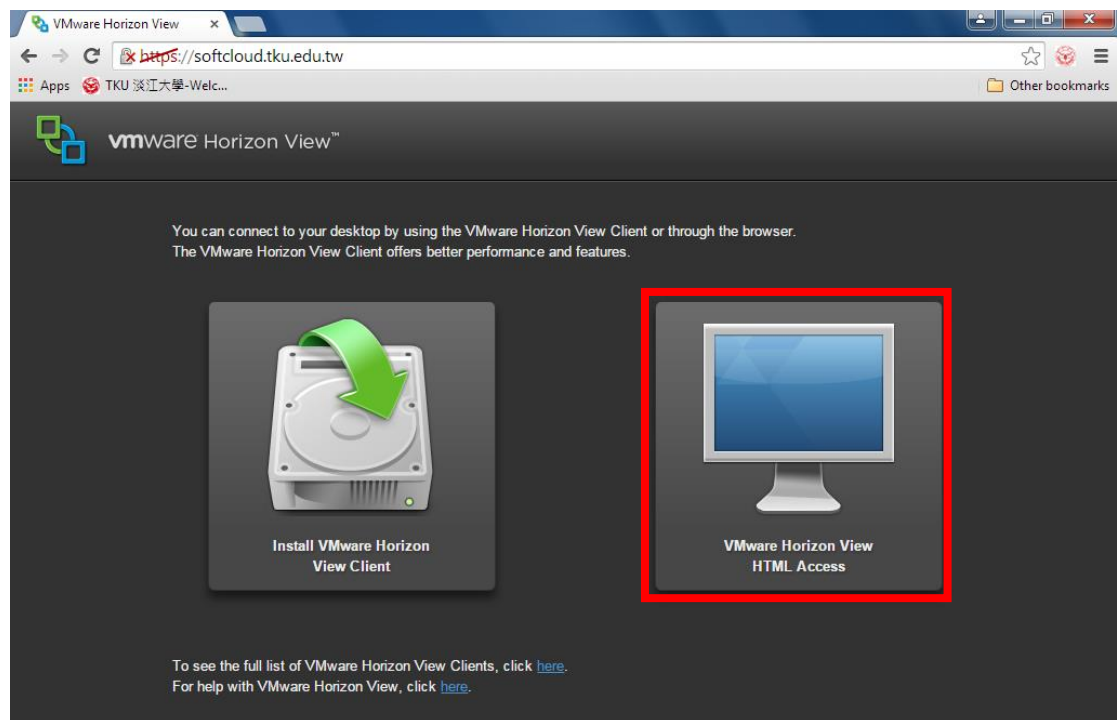 VMware Horizon View
https://softcloud.tku.edu.tw
Apps
TKU 淡江大學-Welc...
Other bookmarks
vmware Horizon View™
You can connect to your desktop by using the VMware Horizon View Client or through the browser.
The VMware Horizon View Client offers better performance and features.
Install VMware Horizon
View Client
VMware Horizon View
HTML Access
To see the full list of VMware Horizon View Clients, click here.
For help with VMware Horizon View, click here.